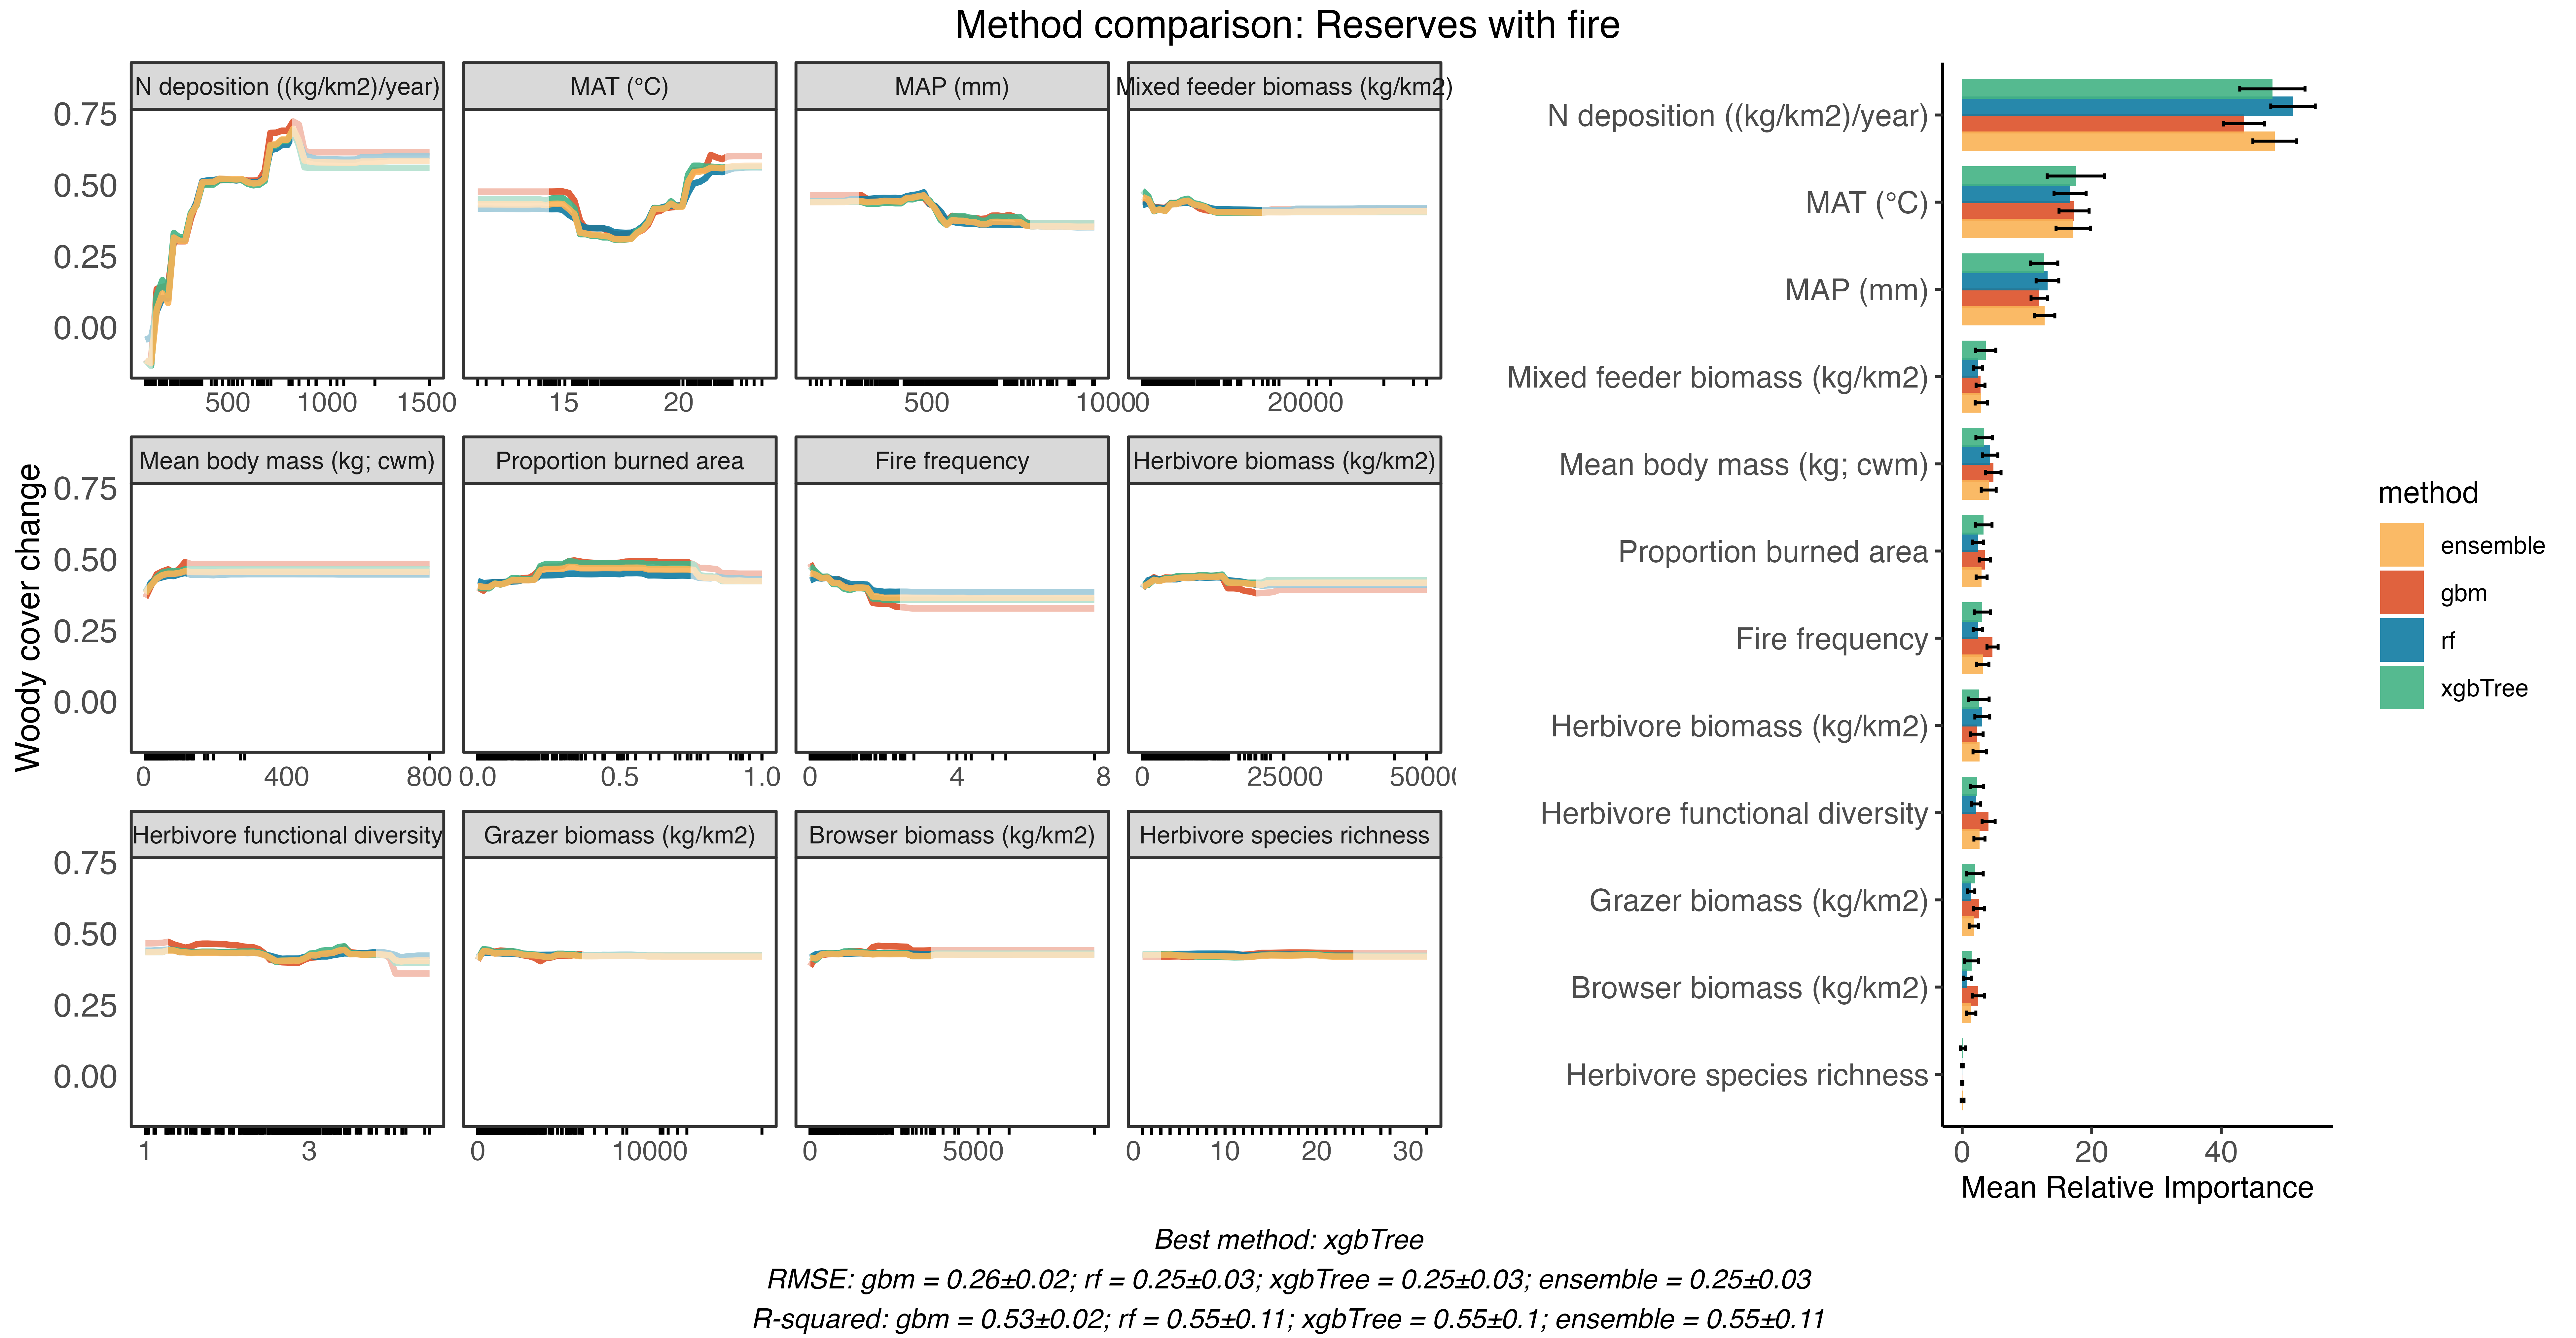 Method comparison: Reserves with fire
N deposition ((kg/km2)/year)
MAT (°C)
MAP (mm)
Mixed feeder biomass (kg/km2)
0.75
0.50
0.25
0.00
500 1000 1500
15 20
500 1000
0 20000
Mean body mass (kg; cwm)
Proportion burned area
Fire frequency
Herbivore biomass (kg/km2)
0.75
0.50
0.25
0.00
0 400 800
0.0 0.5 1.0
0 4 8
0 25000 50000
Herbivore functional diversity
Grazer biomass (kg/km2)
Browser biomass (kg/km2)
Herbivore species richness
0.75
0.50
0.25
0.00
1 3
0 10000
0 5000
0 10 20 30
Woody cover change
N deposition ((kg/km2)/year)
MAT (°C)
MAP (mm)
Mixed feeder biomass (kg/km2)
Mean body mass (kg; cwm)
Proportion burned area
Fire frequency
Herbivore biomass (kg/km2)
Herbivore functional diversity
Grazer biomass (kg/km2)
Browser biomass (kg/km2)
Herbivore species richness
0 20 40
Mean Relative Importance
method
ensemble
gbm
rf
xgbTree
Best method: xgbTree
RMSE: gbm = 0.26±0.02; rf = 0.25±0.03; xgbTree = 0.25±0.03; ensemble = 0.25±0.03
R-squared: gbm = 0.53±0.02; rf = 0.55±0.11; xgbTree = 0.55±0.1; ensemble = 0.55±0.11